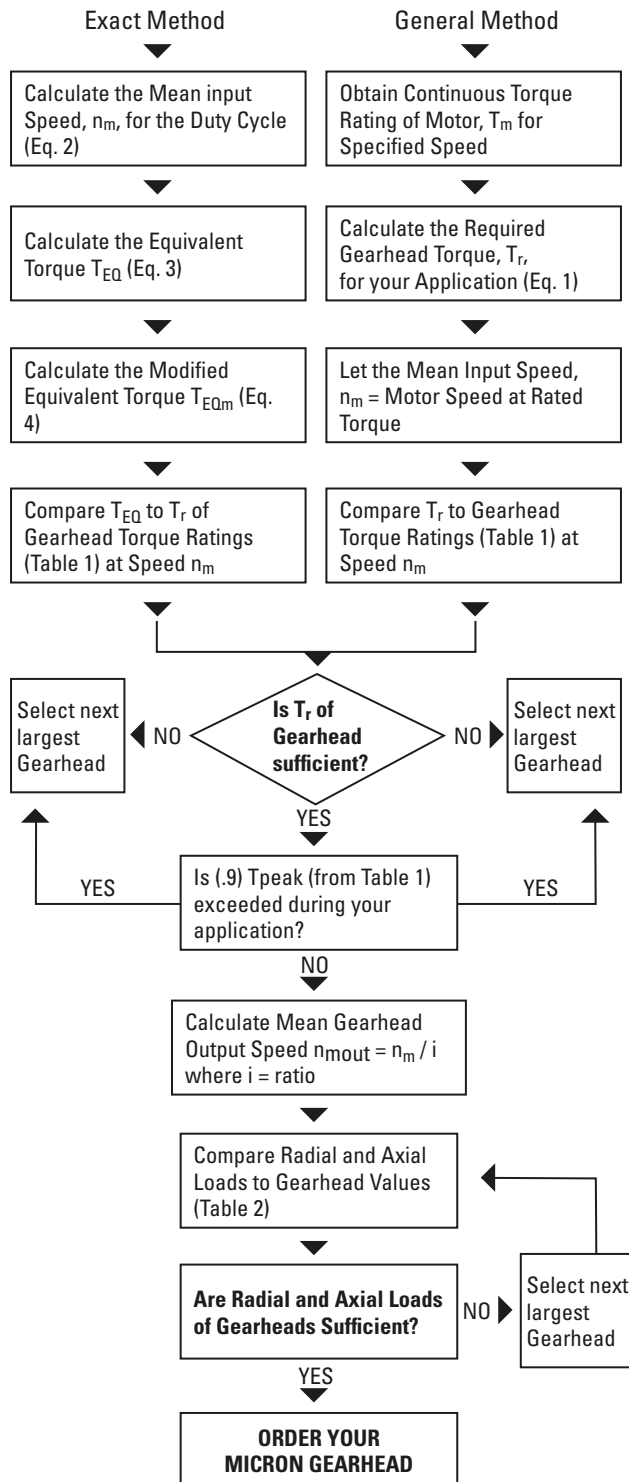 Exact Method
General Method
Calculate the Mean input
Speed, nm, for the Duty Cycle
(Eq. 2)
Obtain Continuous Torque
Rating of Motor, Tm for
Specified Speed
Calculate the Equivalent
Torque TEQ (Eq. 3)
Calculate the Required
Gearhead Torque, Tr,
for your Application (Eq. 1)
Calculate the Modified
Equivalent Torque TEQm (Eq.
4)
Let the Mean Input Speed,
nm = Motor Speed at Rated
Torque
Compare TEQ to Tr of
Gearhead Torque Ratings
(Table 1) at Speed nm
Compare Tr to Gearhead
Torque Ratings (Table 1) at
Speed nm
Select next
largest
Gearhead
NO
Is Tr of
Gearhead
sufficient?
NO
Select next
largest
Gearhead
YES
YES
Is (.9) Tpeak (from Table 1)
exceeded during your
application?
YES
NO
Calculate Mean Gearhead
Output Speed nmout = nm / i
where i = ratio
Compare Radial and Axial
Loads to Gearhead Values
(Table 2)
Are Radial and Axial Loads
of Gearheads Sufficient?
NO
Select next
largest
Gearhead
YES
ORDER YOUR
MICRON GEARHEAD